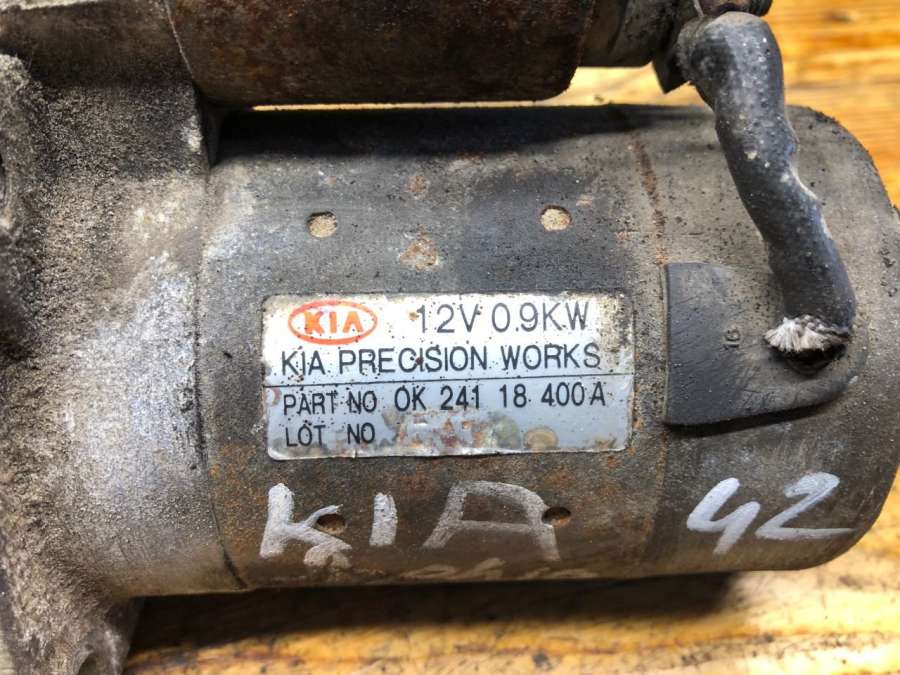 KIA 12V 0.9KW
KIA PRECISION WORKS
PART NO 0K 241 18 400A
LOT NO
KIA 42